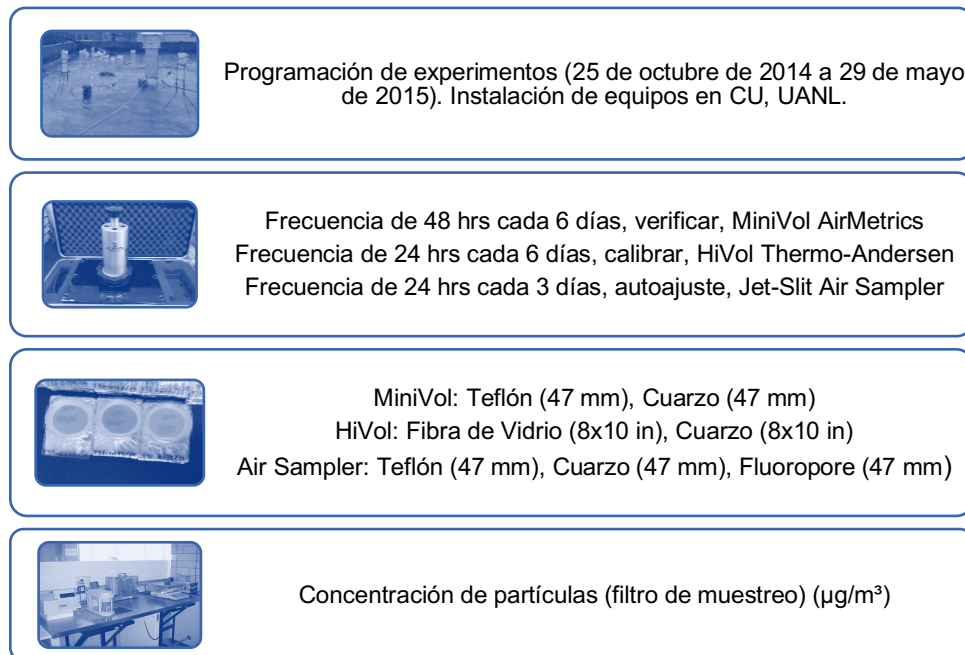 Programación de experimentos (25 de octubre de 2014 a 29 de mayo
de 2015). Instalación de equipos en CU, UANL.
Frecuencia de 48 hrs cada 6 días, verificar, MiniVol AirMetrics
Frecuencia de 24 hrs cada 6 días, calibrar, HiVol Thermo-Andersen
Frecuencia de 24 hrs cada 3 días, autoajuste, Jet-Slit Air Sampler
MiniVol: Teflón (47 mm), Cuarzo (47 mm)
HiVol: Fibra de Vidrio (8x10 in), Cuarzo (8x10 in)
Air Sampler: Teflón (47 mm), Cuarzo (47 mm), Fluoropore (47 mm)
Concentración de partículas (filtro de muestreo) (µg/m³)